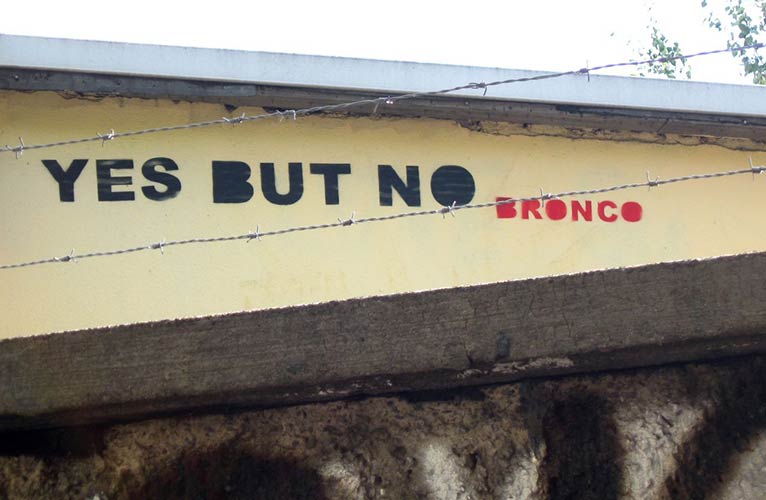 YES BUT NO BRONCO